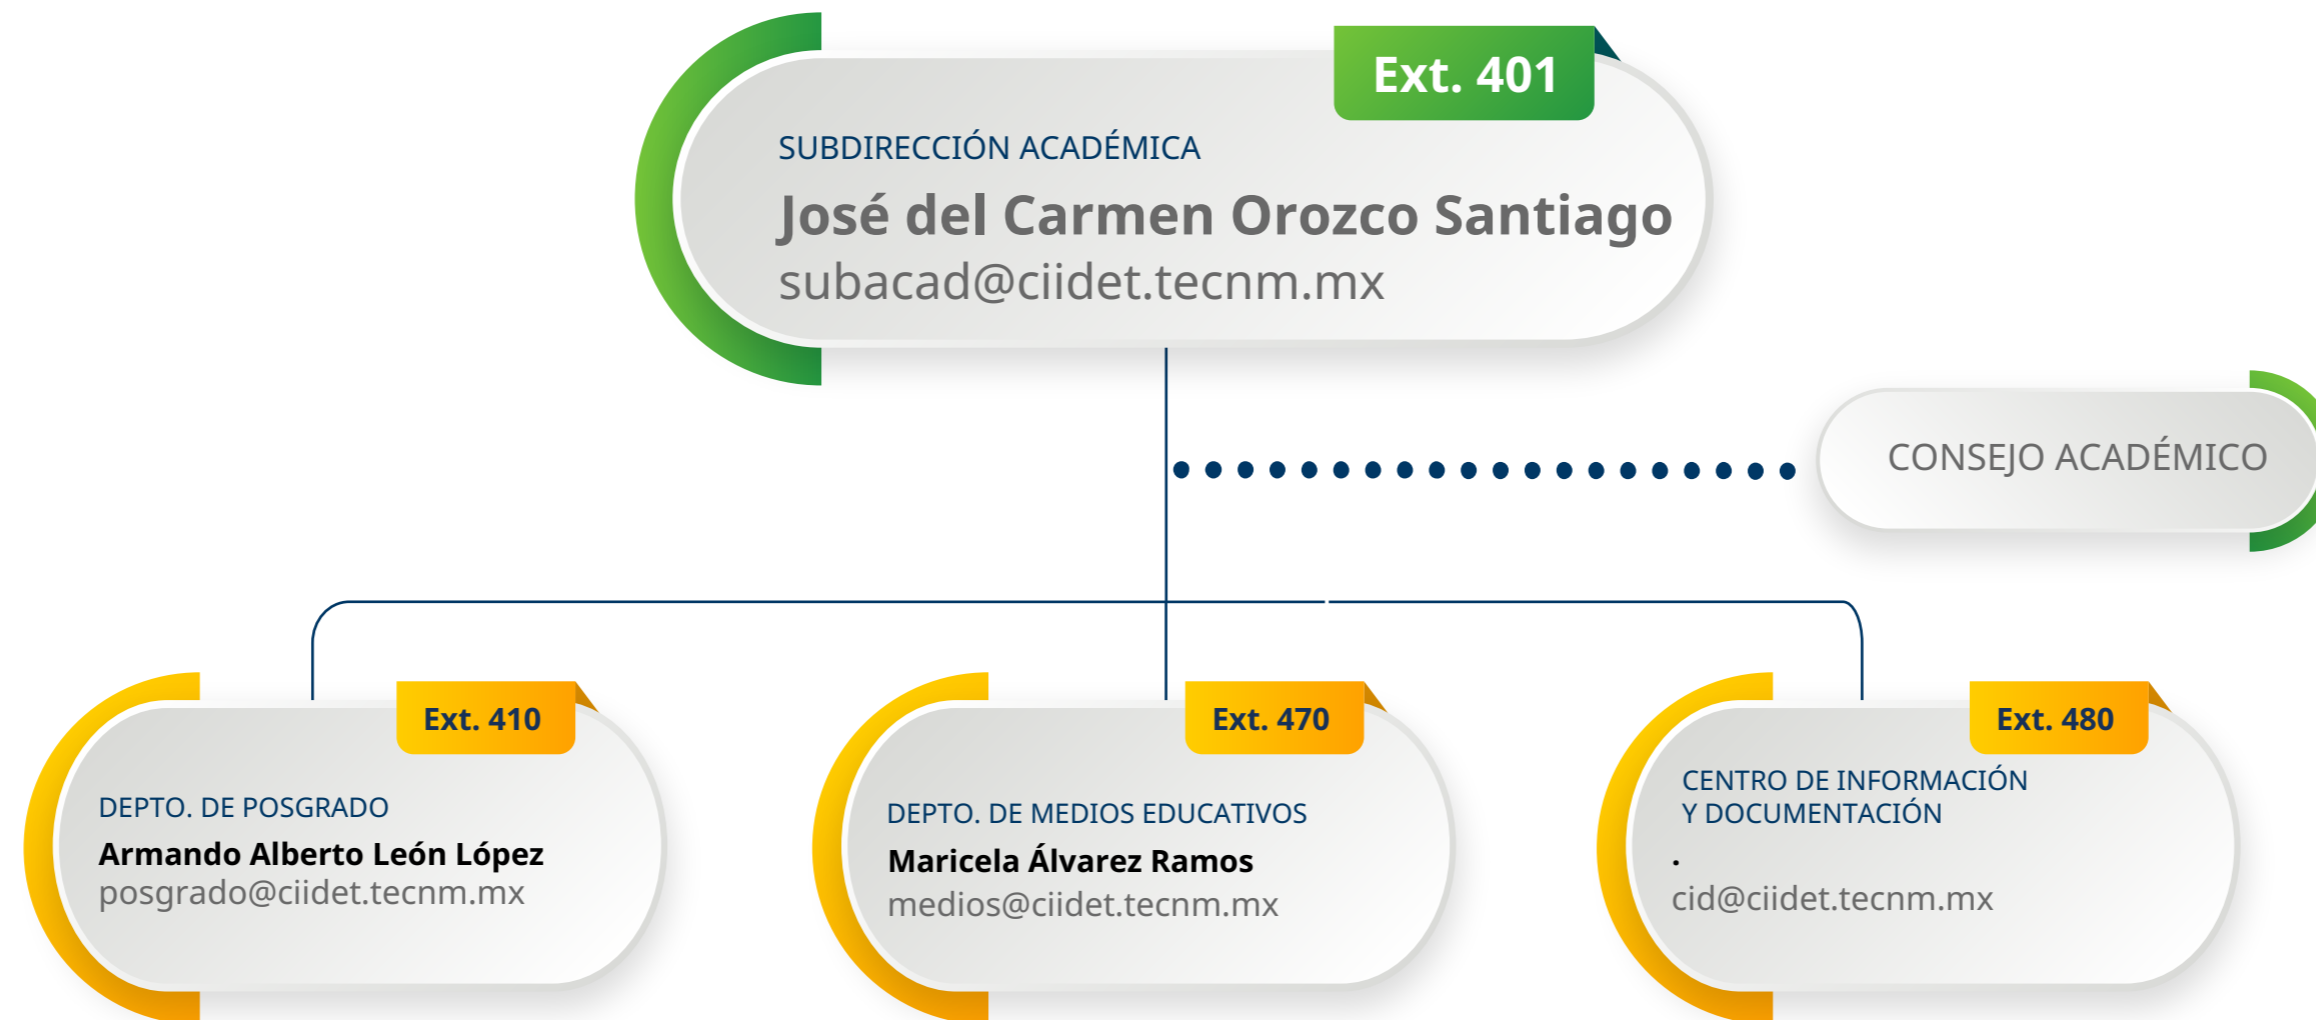 Ext. 401
SUBDIRECCIÓN ACADÉMICA
José del Carmen Orozco Santiago
subacad@ciidet.tecnm.mx
CONSEJO ACADÉMICO
Ext. 410
DEPTO. DE POSGRADO
Armando Alberto León López
posgrado@ciidet.tecnm.mx
Ext. 470
DEPTO. DE MEDIOS EDUCATIVOS
Maricela Álvarez Ramos
medios@ciidet.tecnm.mx
Ext. 480
CENTRO DE INFORMACIÓN
Y DOCUMENTACIÓN
.
cid@ciidet.tecnm.mx